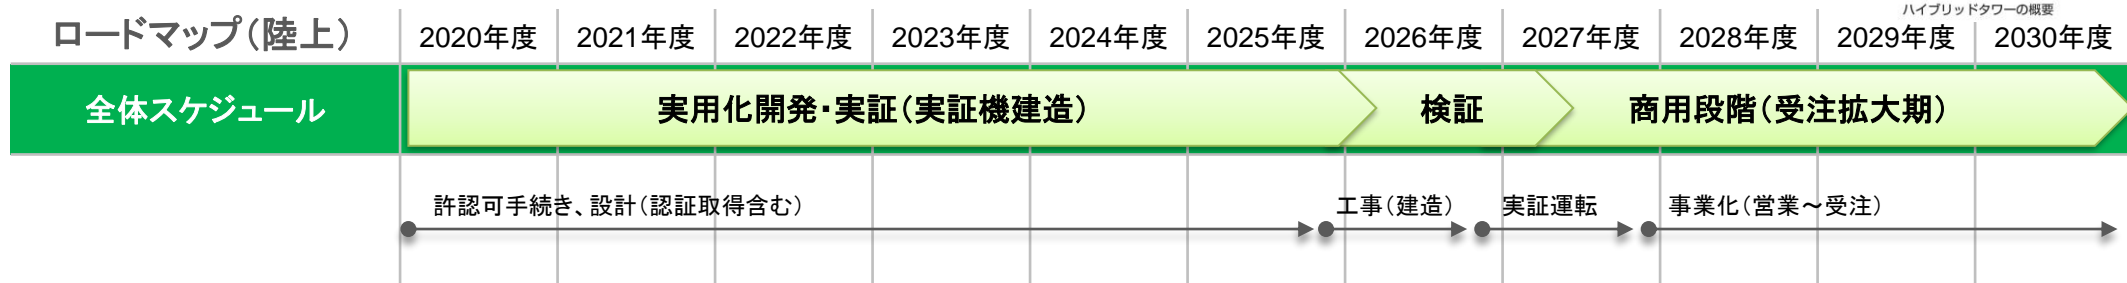 ハイブリッドタワーの概要
ロードマップ（陸上）
2020年度 2021年度 2022年度 2023年度 2024年度 2025年度 2026年度 2027年度 2028年度 2029年度 2030年度
全体スケジュール
実用化開発・実証（実証機建造）
検証
商用段階（受注拡大期）
許認可手続き、設計（認証取得含む）
工事（建造）
実証運転
事業化（営業～受注）